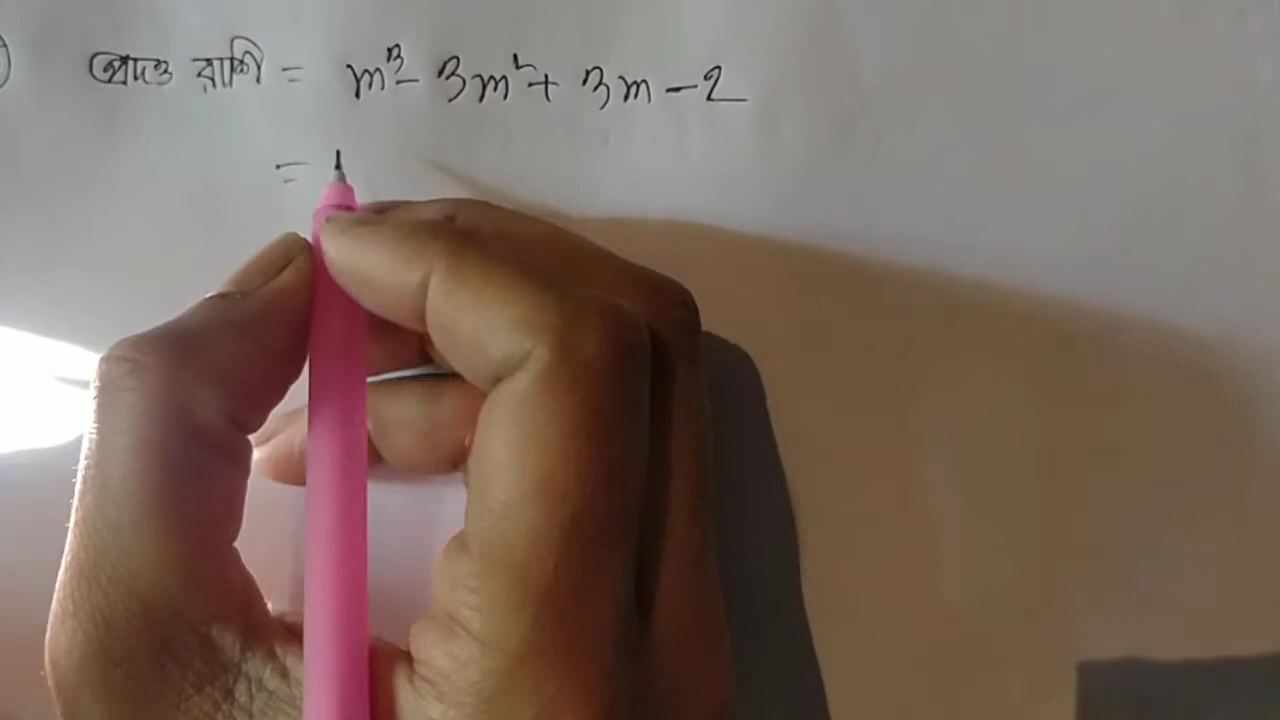 প্রদত্ত রাশি = m³ - 3m² + 3m - 2
=